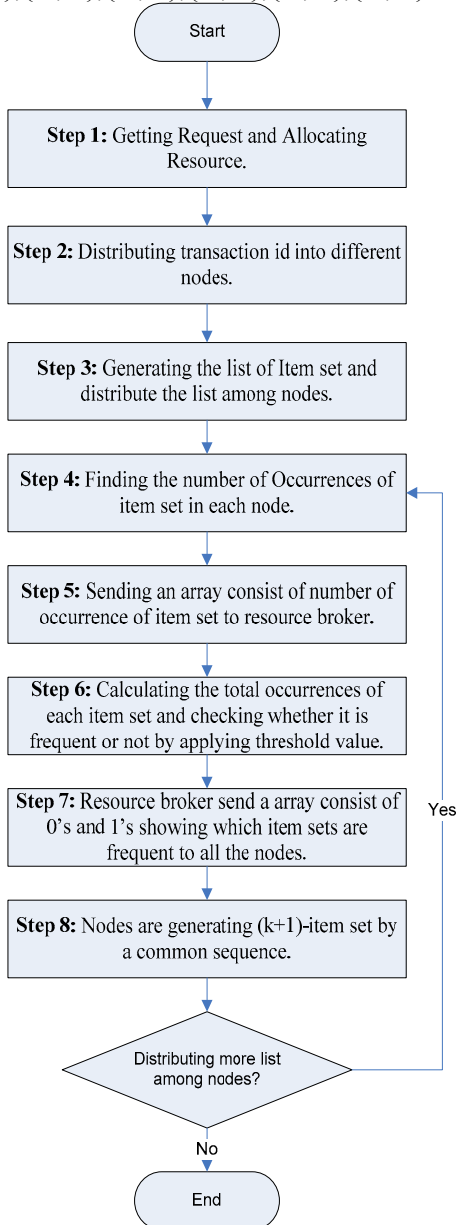 Start
Step 1: Getting Request and Allocating
Resource.
Step 2: Distributing transaction id into different
nodes.
Step 3: Generating the list of Item set and
distribute the list among nodes.
Step 4: Finding the number of Occurrences of
item set in each node.
Step 5: Sending an array consist of number of
occurrence of item set to resource broker.
Step 6: Calculating the total occurrences of
each item set and checking whether it is
frequent or not by applying threshold value.
Step 7: Resource broker send a array consist of
0's and 1's showing which item sets are
frequent to all the nodes.
Yes
Step 8: Nodes are generating (k+1)-item set by
a common sequence.
Distributing more list
among nodes?
No
End